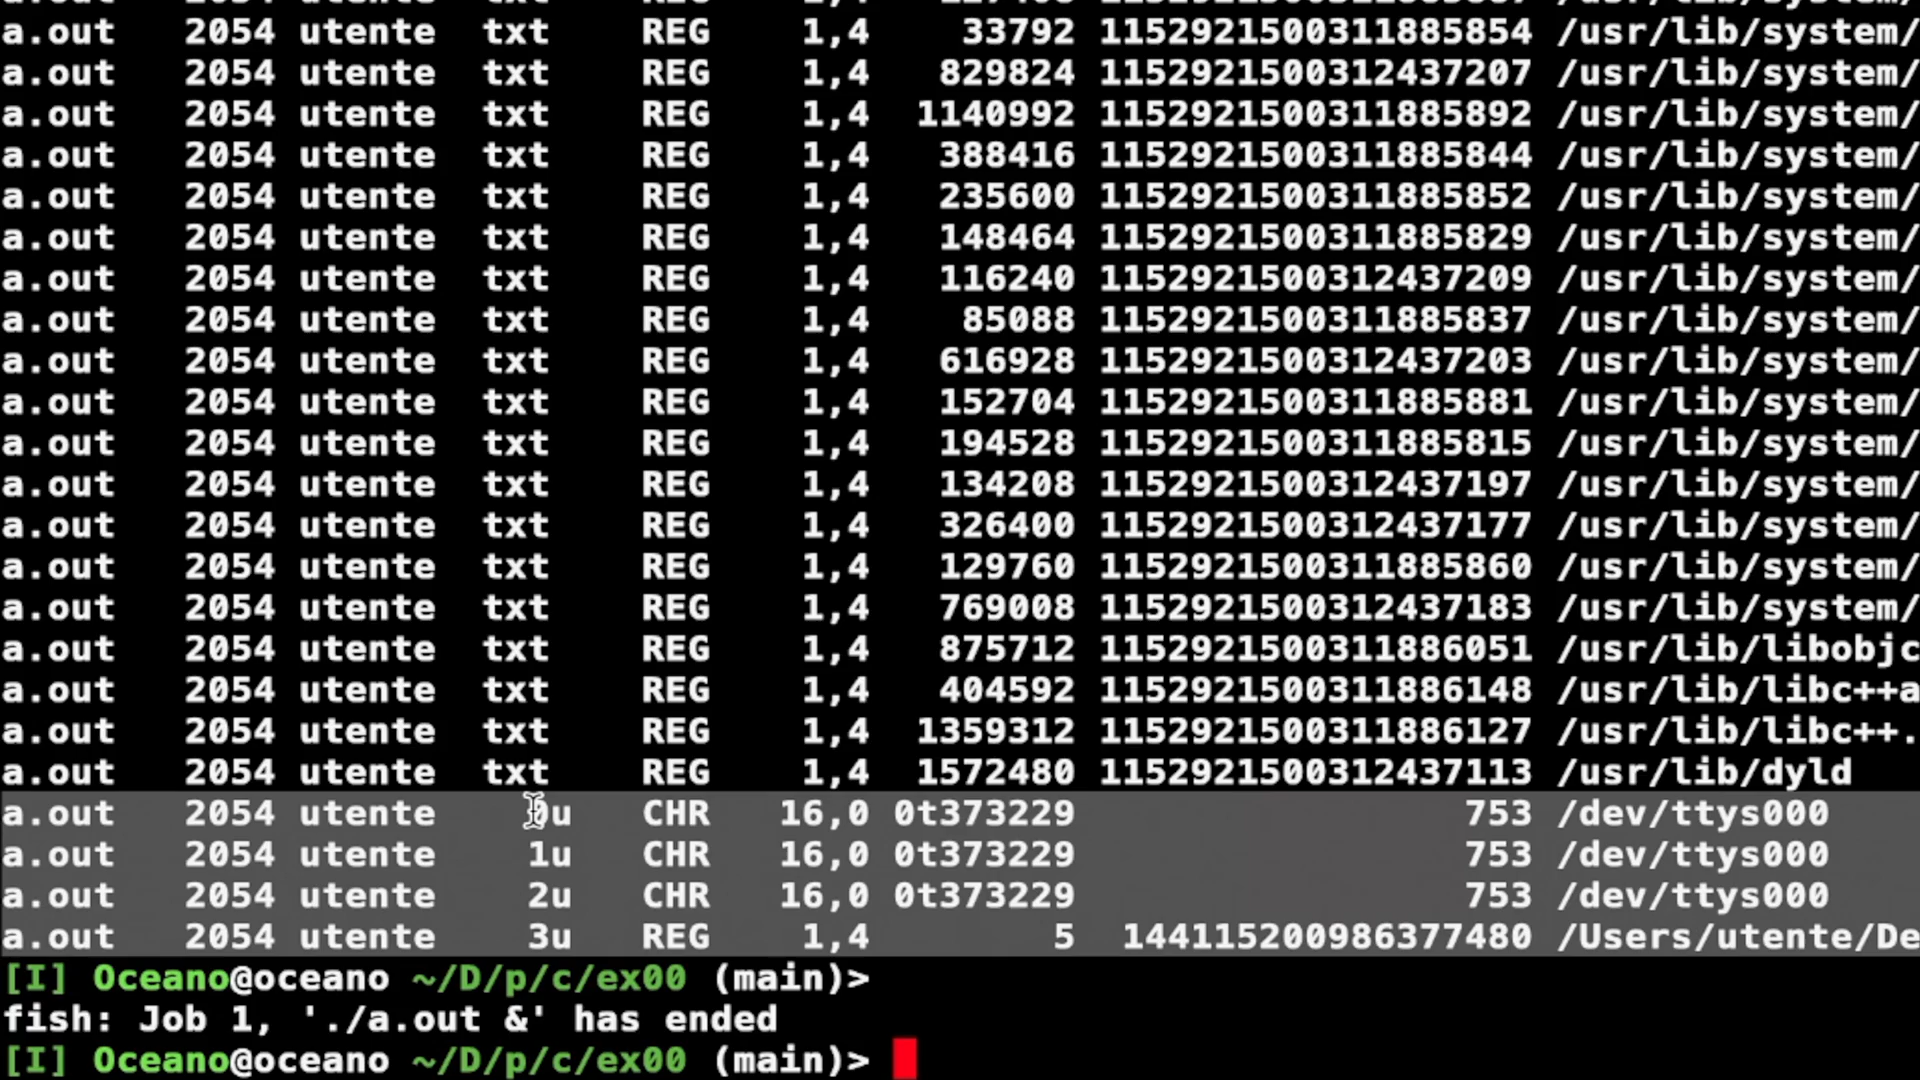 a.out 2054 utente txt REG 1,4 33792 1152921500311885854 /usr/lib/system/
a.out 2054 utente txt REG 1,4 829824 1152921500312437207 /usr/lib/system/
a.out 2054 utente txt REG 1,4 1140992 1152921500311885892 /usr/lib/system/
a.out 2054 utente txt REG 1,4 388416 1152921500311885844 /usr/lib/system/
a.out 2054 utente txt REG 1,4 235600 1152921500311885852 /usr/lib/system/
a.out 2054 utente txt REG 1,4 148464 1152921500311885829 /usr/lib/system/
a.out 2054 utente txt REG 1,4 116240 1152921500312437209 /usr/lib/system/
a.out 2054 utente txt REG 1,4 85088 1152921500311885837 /usr/lib/system/
a.out 2054 utente txt REG 1,4 616928 1152921500312437203 /usr/lib/system/
a.out 2054 utente txt REG 1,4 152704 1152921500311885881 /usr/lib/system/
a.out 2054 utente txt REG 1,4 194528 1152921500311885815 /usr/lib/system/
a.out 2054 utente txt REG 1,4 134208 1152921500312437197 /usr/lib/system/
a.out 2054 utente txt REG 1,4 326400 1152921500312437177 /usr/lib/system/
a.out 2054 utente txt REG 1,4 129760 1152921500311885860 /usr/lib/system/
a.out 2054 utente txt REG 1,4 769008 1152921500312437183 /usr/lib/system/
a.out 2054 utente txt REG 1,4 875712 1152921500311886051 /usr/lib/libobjc
a.out 2054 utente txt REG 1,4 404592 1152921500311886148 /usr/lib/libc++a
a.out 2054 utente txt REG 1,4 1359312 1152921500311886127 /usr/lib/libc++.
a.out 2054 utente txt REG 1,4 1572480 1152921500312437113 /usr/lib/dyld
a.out 2054 utente 0u CHR 16,0 0t373229 753 /dev/ttys000
a.out 2054 utente 1u CHR 16,0 0t373229 753 /dev/ttys000
a.out 2054 utente 2u CHR 16,0 0t373229 753 /dev/ttys000
a.out 2054 utente 3u REG 1,4 5 144115200986377480 /Users/utente/De
[I] Oceano@oceano ~/D/p/c/ex00 (main)>
fish: Job 1, './a.out &' has ended
[I] Oceano@oceano ~/D/p/c/ex00 (main)>